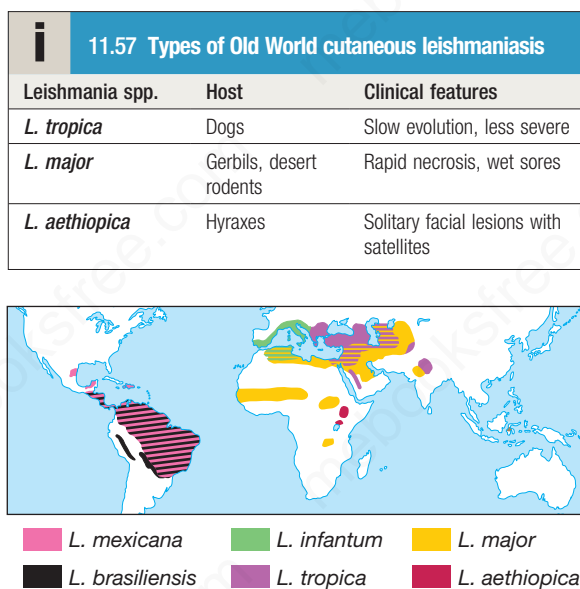 i 11.57 Types of Old World cutaneous leishmaniasis
Leishmania spp. Host Clinical features
L. tropica Dogs Slow evolution, less severe
L. major Gerbils, desert Rapid necrosis, wet sores
rodents
L. aethiopica Hyraxes Solitary facial lesions with
satellites
L. mexicana L. infantum L. major
L. brasiliensis L. tropica L. aethiopica